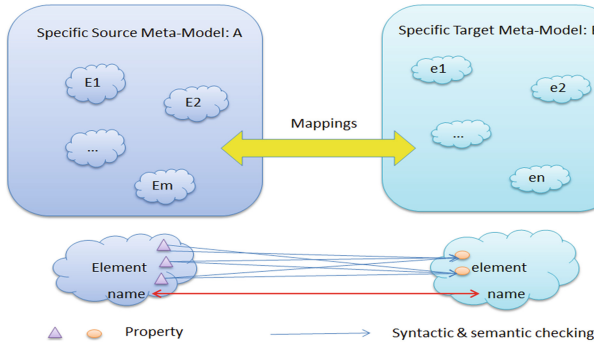 Specific Source Meta-Model: A
Specific Target Meta-Model:
E1
E2
...
Em
Mappings
e1
e2
...
en
Element
name
element
name
Property
Syntactic & semantic checking